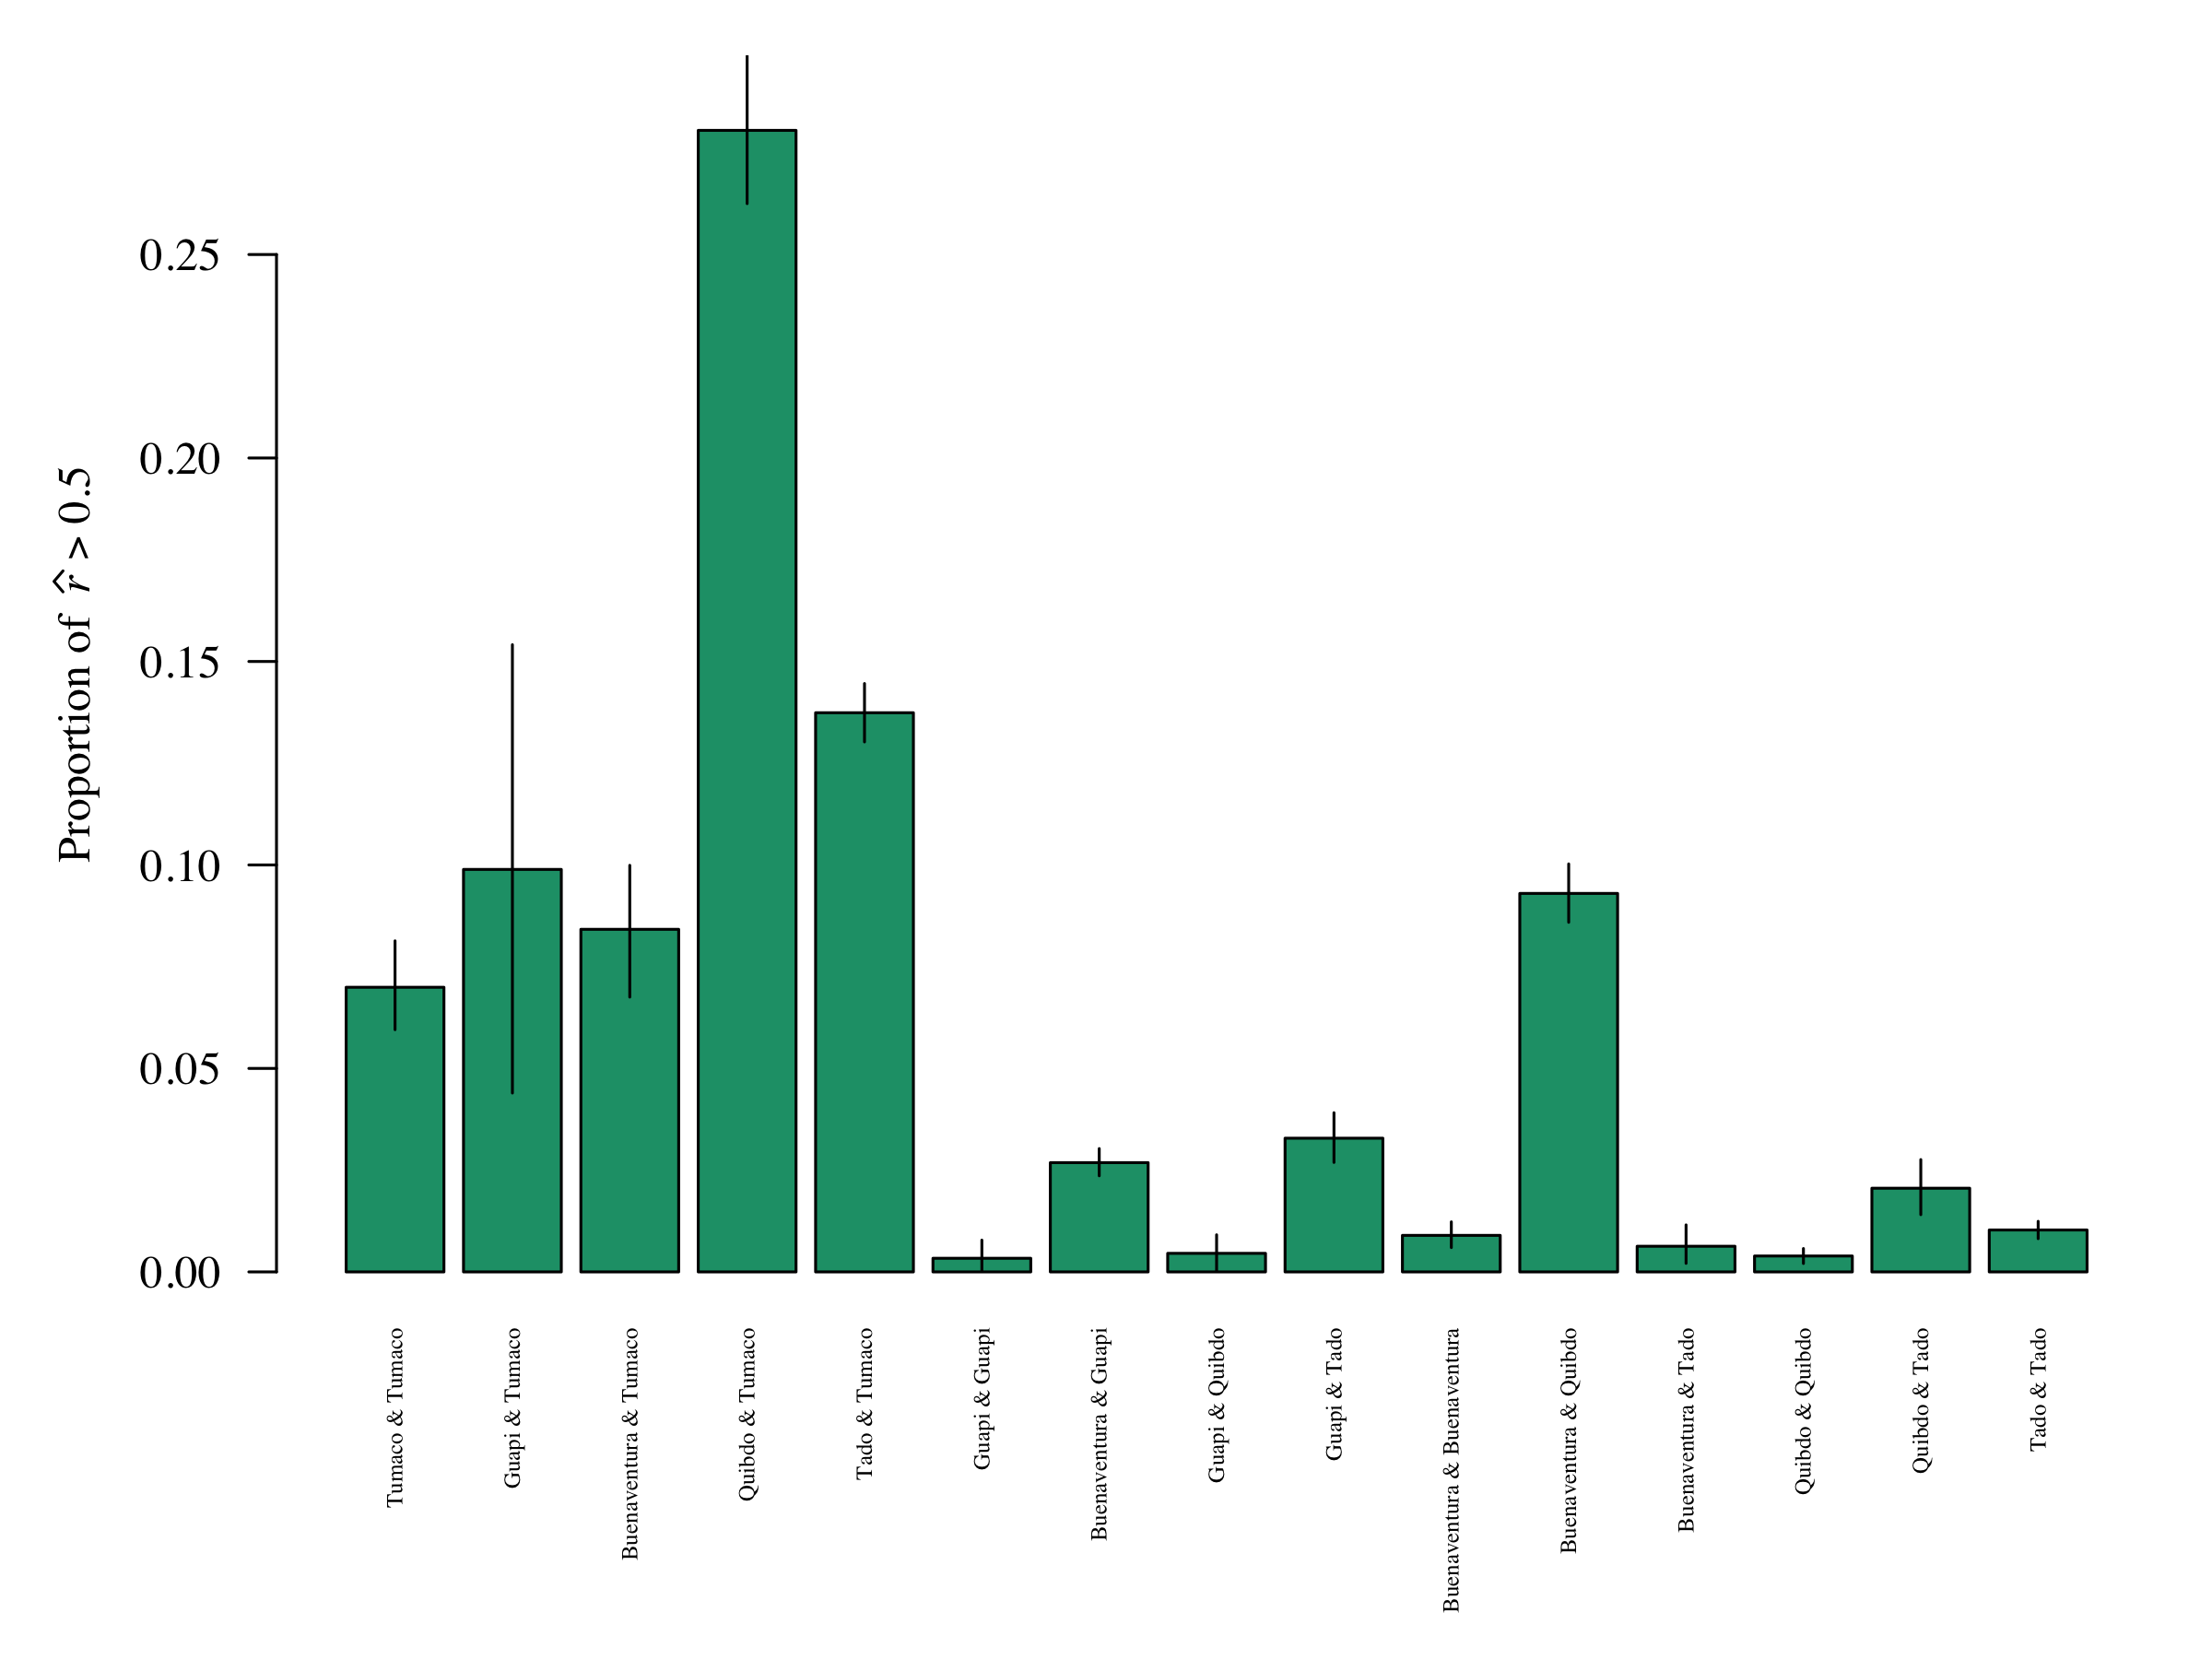 Proportion of r̂ > 0.5
0.25
0.20
0.15
0.10
0.05
0.00
Tumaco & Tumaco
Guapi & Tumaco
Buenaventura & Tumaco
Quibdo & Tumaco
Tado & Tumaco
Guapi & Guapi
Buenaventura & Guapi
Guapi & Quibdo
Guapi & Tado
Buenaventura & Buenaventura
Buenaventura & Quibdo
Buenaventura & Tado
Quibdo & Quibdo
Quibdo & Tado
Tado & Tado